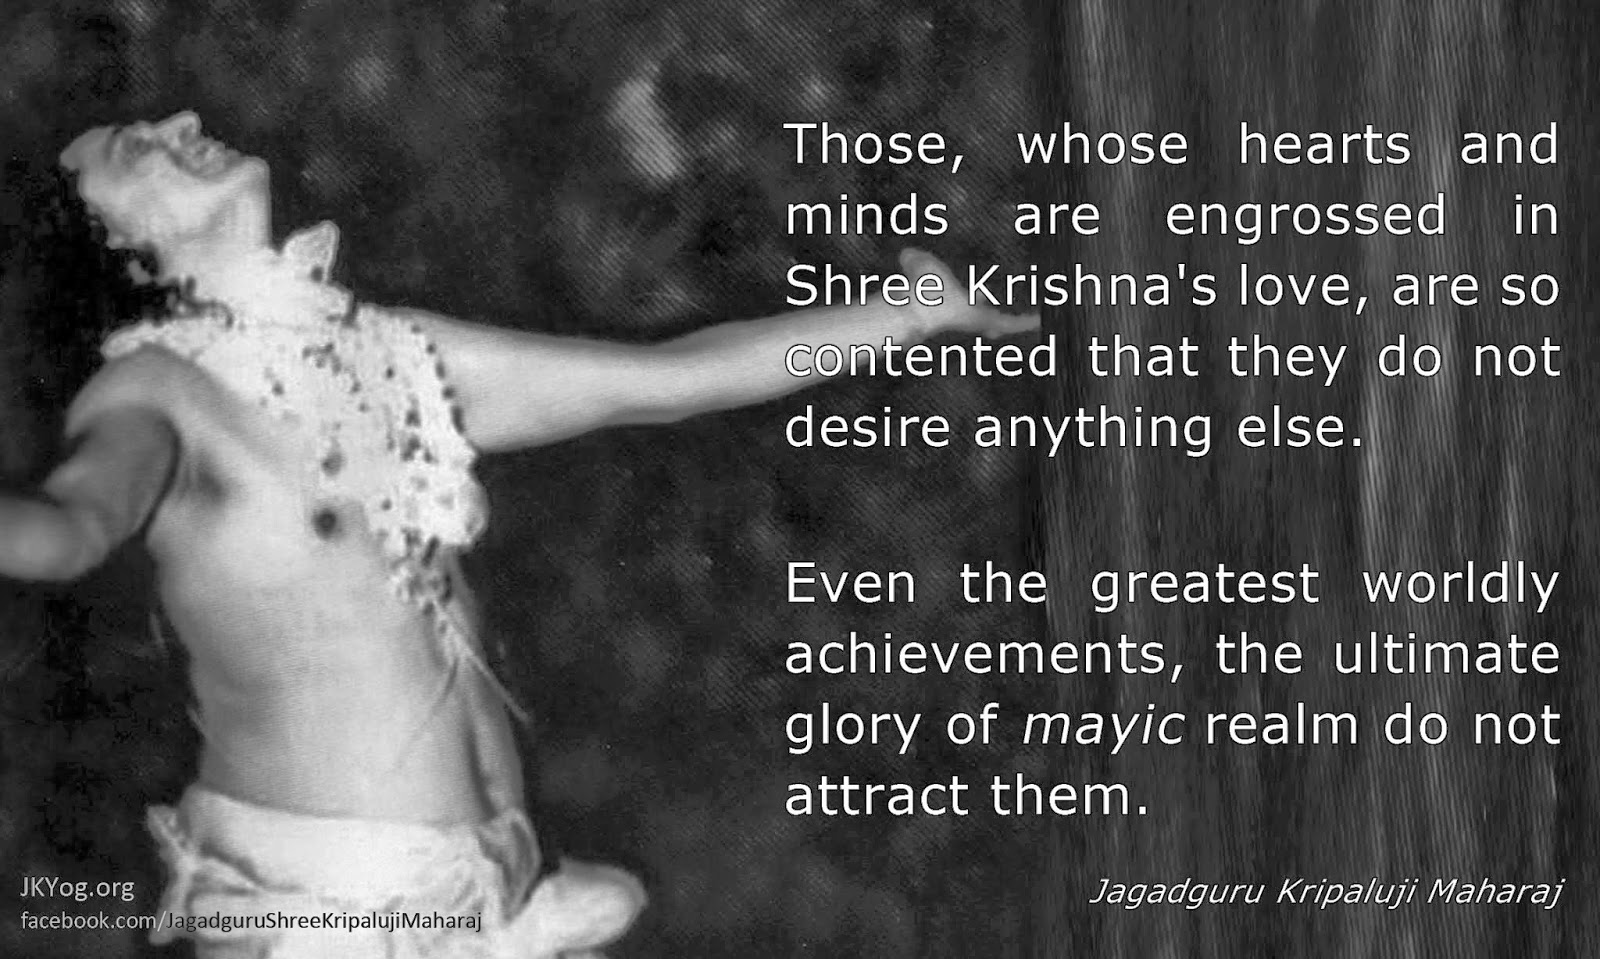 Those, whose hearts and
minds are engrossed in
Shree Krishna's love, are so
contented that they do not
desire anything else.
Even the greatest worldly
achievements, the ultimate
glory of mayic realm do not
attract them.
Jagadguru Kripaluji Maharaj
JKYog.org
facebook.com/JagadguruShreeKripalujiMaharaj